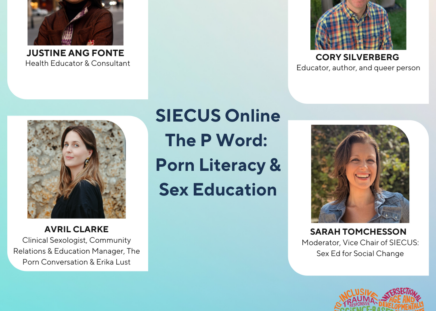 JUSTINE ANG FONTE
Health Educator & Consultant
CORY SILVERBERG
Educator, author, and queer person
SIECUS Online
The P Word:
Porn Literacy &
Sex Education
AVRIL CLARKE
Clinical Sexologist, Community
Relations & Education Manager, The
Porn Conversation & Erika Lust
SARAH TOMCHESSON
Moderator, Vice Chair of SIECUS:
Sex Ed for Social Change
INCLUSIVE
INTERSECTIONAL
TRAUMA